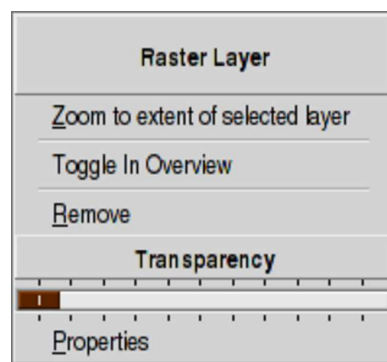 Raster Layer
Zoom to extent of selected layer
Toggle In Overview
Remove
Transparency
Properties